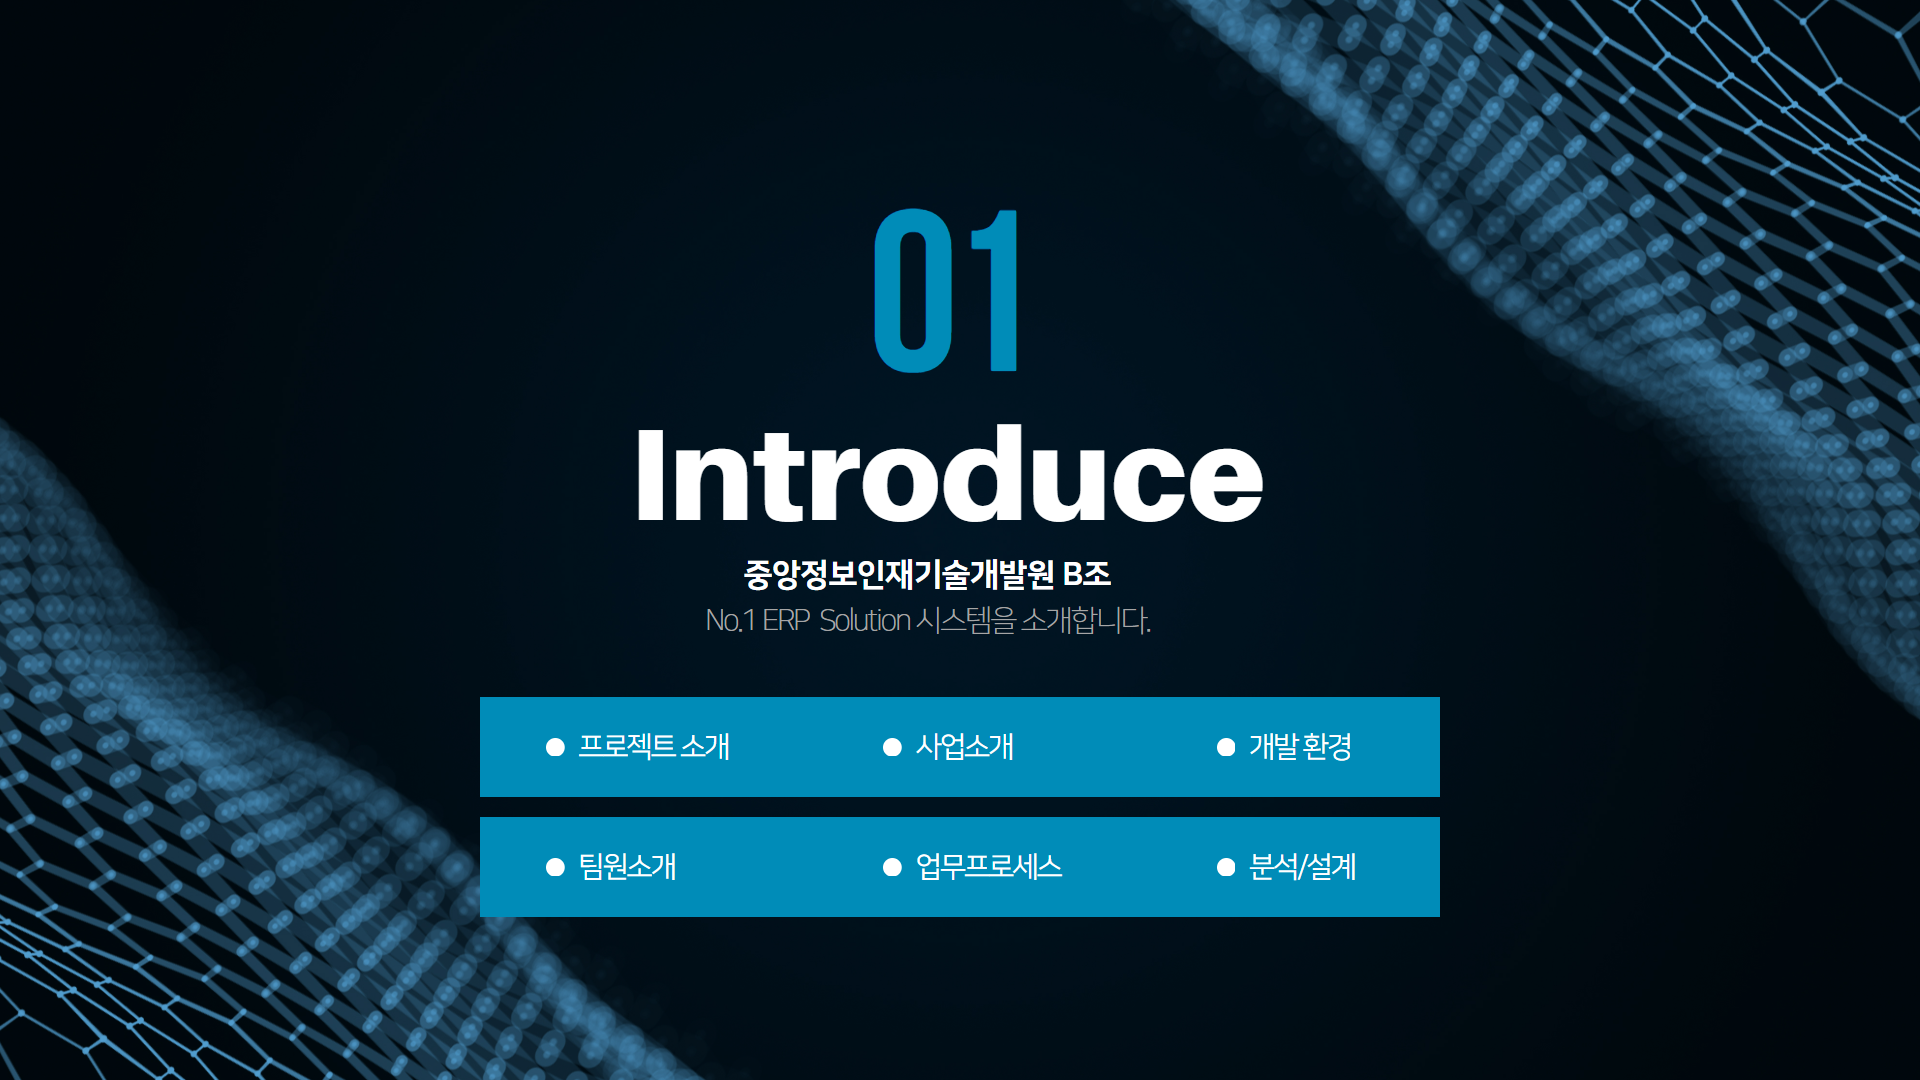 01
Introduce
중앙정보인재기술개발원 B조
No.1 ERP Solution 시스템을 소개합니다.
● 프로젝트 소개 ● 사업소개 ● 개발 환경
● 팀원소개 ● 업무프로세스 ● 분석/설계